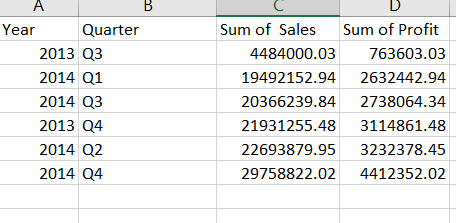 A B C D
Year Quarter Sum of  Sales Sum of Profit
2013 Q3 4484000.03 763603.03
2014 Q1 19492152.94 2632442.94
2014 Q3 20366239.84 2738064.34
2013 Q4 21931255.48 3114861.48
2014 Q2 22693879.95 3232378.45
2014 Q4 29758822.02 4412352.02